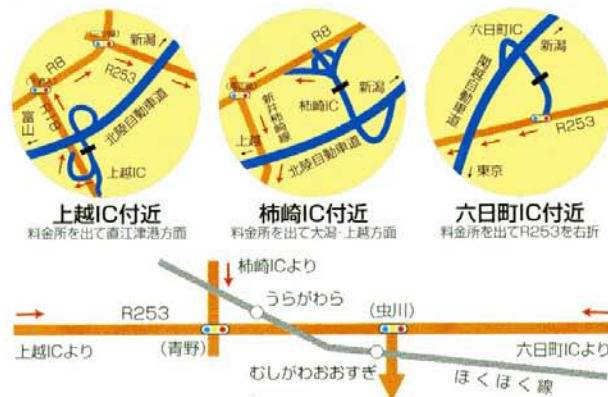 R8
R253
R18
富山
新潟
北陸自動車道
上越IC
上越IC付近
料金所を出て直江津港方面
R8
新潟
柿崎IC
新井柿崎線
上越
北陸自動車道
柿崎IC付近
料金所を出て大潟・上越方面
六日町IC
新潟
関越自動車道
R253
東京
六日町IC付近
料金所を出てR253を右折
柿崎ICより
うらがわら
R253
(虫川)
上越ICより
(青野)
六日町ICより
むしがわおおすぎ
ほくほく線